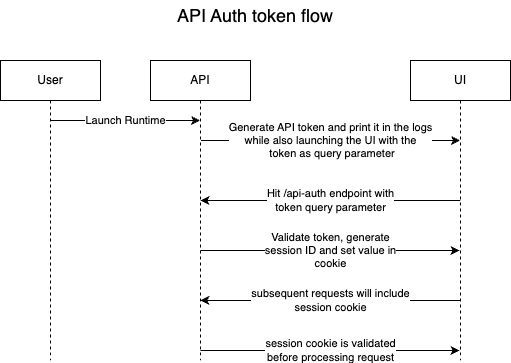 API Auth token flow
User
API
UI
Launch Runtime
Generate API token and print it in the logs
while also launching the UI with the
token as query parameter
Hit /api-auth endpoint with
token query parameter
Validate token, generate
session ID and set value in
cookie
subsequent requests will include
session cookie
session cookie is validated
before processing request